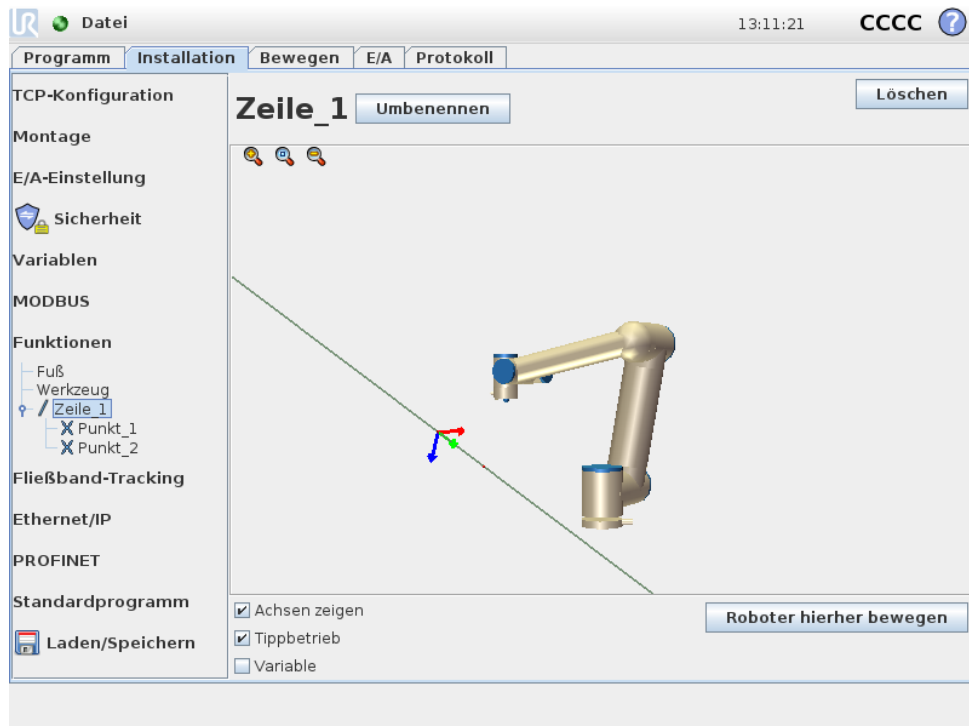 UR Datei 13:11:21 CCCC ?
Programm Installation Bewegen E/A Protokoll
TCP-Konfiguration
Montage
E/A-Einstellung
Sicherheit
Variablen
MODBUS
Funktionen
Fuß
Werkzeug
Zeile_1
Punkt_1
Punkt_2
Fließband-Tracking
Ethernet/IP
PROFINET
Standardprogramm
Laden/Speichern
Zeile_1 Umbenennen Löschen
Achsen zeigen
Tippbetrieb
Variable
Roboter hierher bewegen